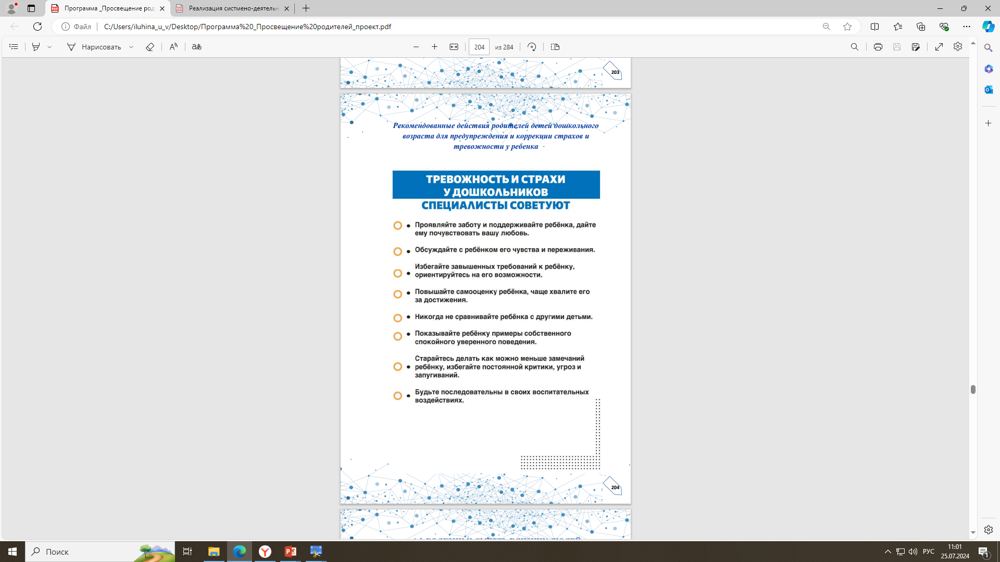 Программа _Просвещение род
Реализация систмено-деятельн
Файл
C:/Users/iluhina_u_v/Desktop/Программа%20_Просвещение%20родителей_проект.pdf
Нарисовать
аあ
204 из 284
203
Рекомендованные действия родителей детей дошкольного
возраста для предупреждения и коррекции страхов и
тревожности у ребенка
ТРЕВОЖНОСТЬ И СТРАХИ
У ДОШКОЛЬНИКОВ
СПЕЦИАЛИСТЫ СОВЕТУЮТ
• Проявляйте заботу и поддерживайте ребёнка, дайте
ему почувствовать вашу любовь.
• Обсуждайте с ребёнком его чувства и переживания.
• Избегайте завышенных требований к ребёнку,
ориентируйтесь на его возможности.
• Повышайте самооценку ребёнка, чаще хвалите его
за достижения.
• Никогда не сравнивайте ребёнка с другими детьми.
• Показывайте ребёнку примеры собственного
спокойного уверенного поведения.
• Старайтесь делать как можно меньше замечаний
ребёнку, избегайте постоянной критики, угроз и
запугиваний.
• Будьте последовательны в своих воспитательных
воздействиях.
204
Поиск
РУС
11:01
25.07.2024
1